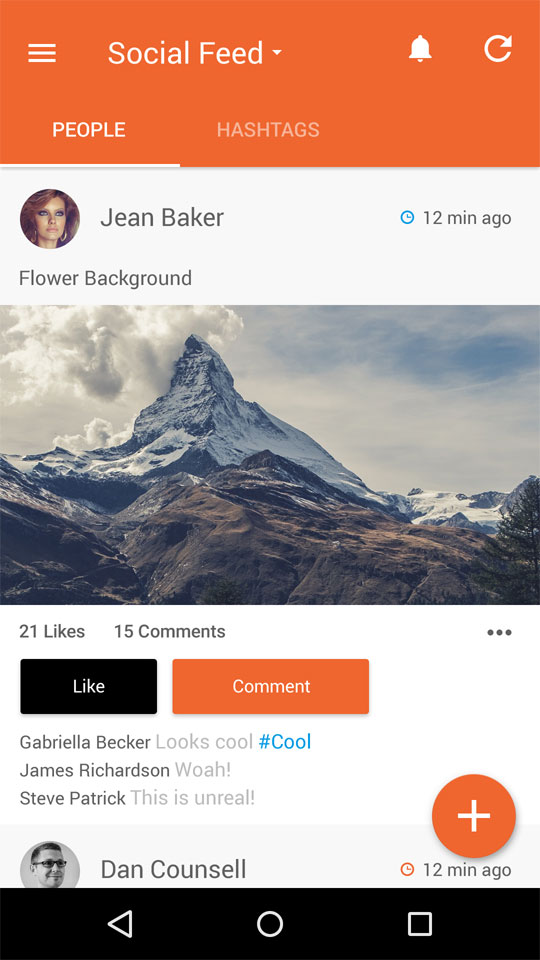 Social Feed
PEOPLE HASHTAGS
Jean Baker 12 min ago
Flower Background
21 Likes 15 Comments
Like Comment
Gabriella Becker Looks cool #Cool
James Richardson Woah!
Steve Patrick This is unreal!
Dan Counsell 12 min ago